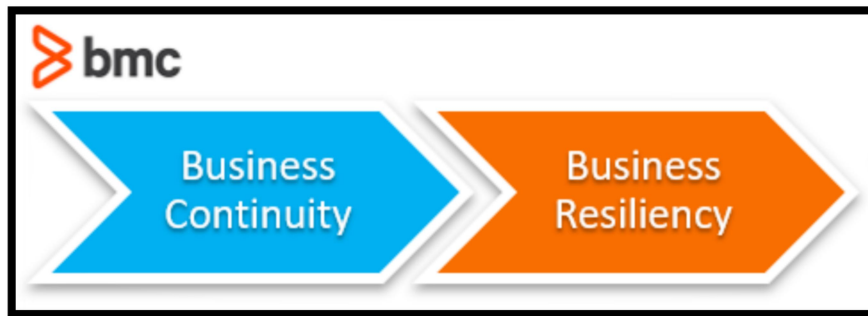 bmc
Business
Continuity
Business
Resiliency